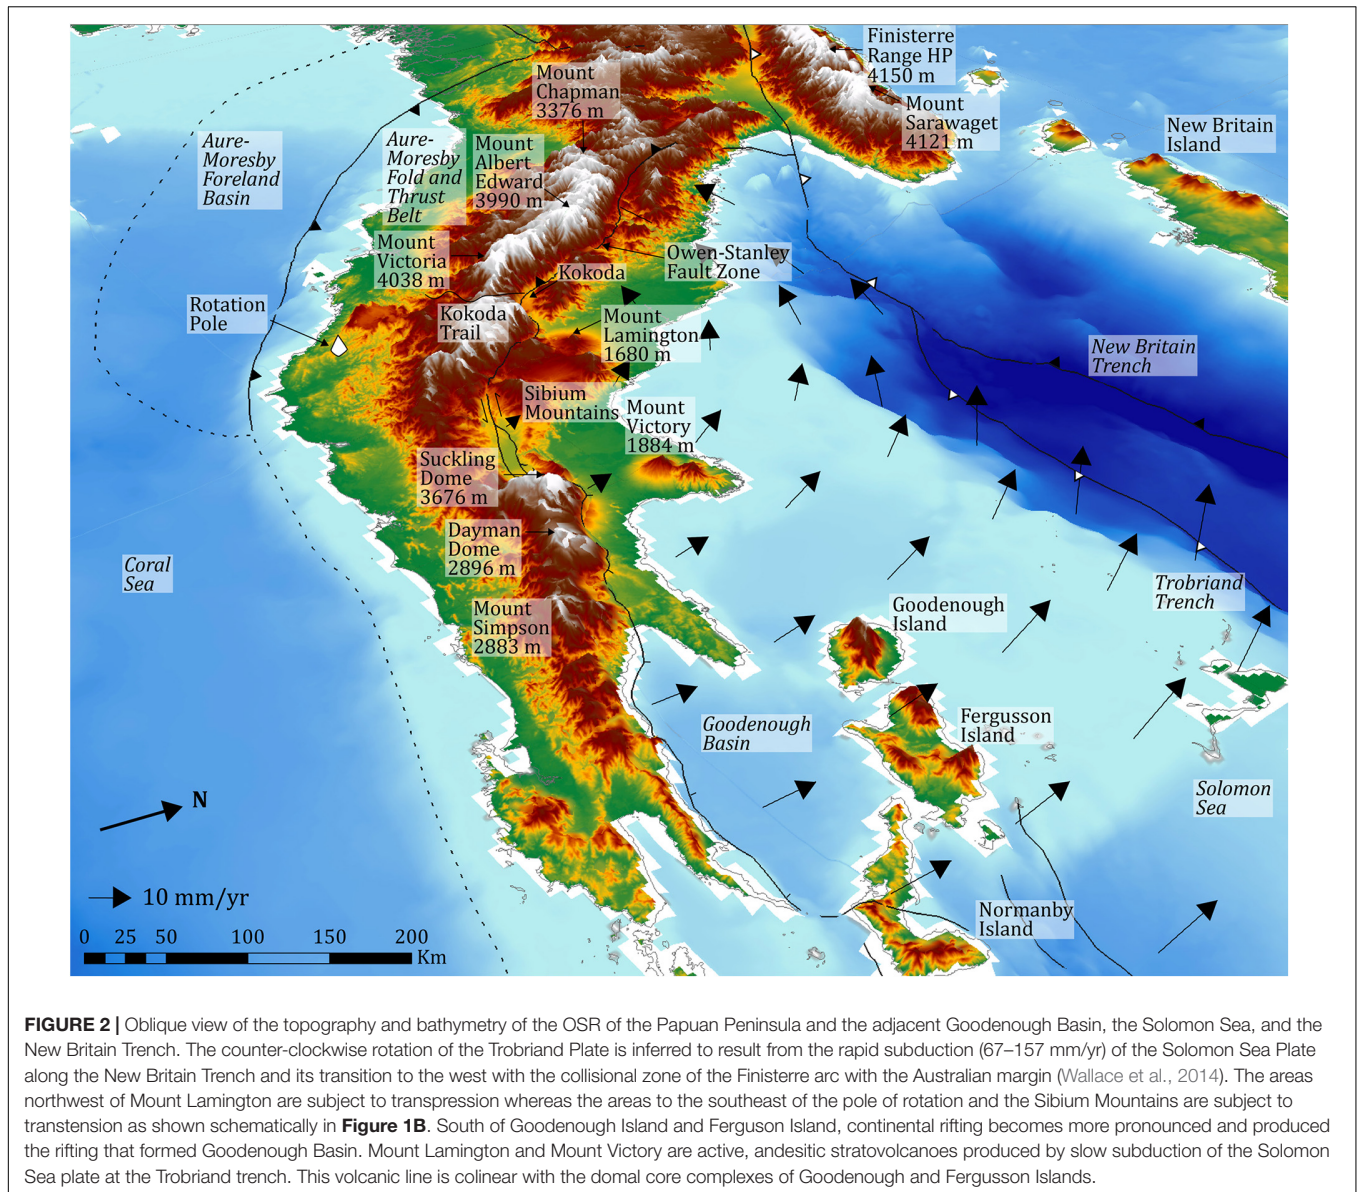 Finisterre
Range HP
4150 m
Mount
Chapman
3376 m
Mount
Sarawaget
4121 m
New Britain
Island
Aure-
Moresby
Foreland
Basin
Aure-
Moresby
Fold and
Thrust
Belt
Mount
Albert
Edward
3990 m
Mount
Victoria
4038 m
Owen-Stanley
Fault Zone
Kokoda
Rotation
Pole
Kokoda
Trail
Mount
Lamington
1680 m
New Britain
Trench
Sibium
Mountains
Mount
Victory
1884 m
Suckling
Dome
3676 m
Dayman
Dome
2896 m
Coral
Sea
Trobriand
Trench
Mount
Simpson
2883 m
Goodenough
Island
Goodenough
Basin
Fergusson
Island
Solomon
Sea
N
10 mm/yr
Normanby
Island
0 25 50 100 150 200
Km
FIGURE 2 | Oblique view of the topography and bathymetry of the OSR of the Papuan Peninsula and the adjacent Goodenough Basin, the Solomon Sea, and the
New Britain Trench. The counter-clockwise rotation of the Trobriand Plate is inferred to result from the rapid subduction (67–157 mm/yr) of the Solomon Sea Plate
along the New Britain Trench and its transition to the west with the collisional zone of the Finisterre arc with the Australian margin (Wallace et al., 2014). The areas
northwest of Mount Lamington are subject to transpression whereas the areas to the southeast of the pole of rotation and the Sibium Mountains are subject to
transtension as shown schematically in Figure 1B. South of Goodenough Island and Ferguson Island, continental rifting becomes more pronounced and produced
the rifting that formed Goodenough Basin. Mount Lamington and Mount Victory are active, andesitic stratovolcanoes produced by slow subduction of the Solomon
Sea plate at the Trobriand trench. This volcanic line is colinear with the domal core complexes of Goodenough and Fergusson Islands.